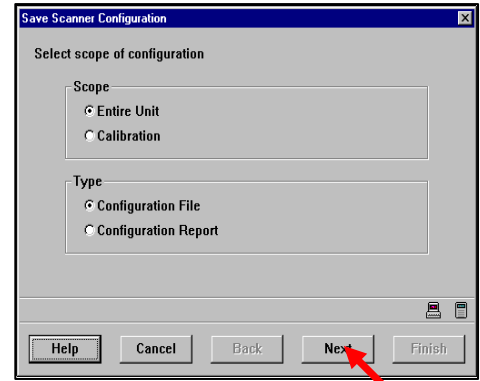 Save Scanner Configuration
Select scope of configuration
Scope
Entire Unit
Calibration
Type
Configuration File
Configuration Report
Help Cancel Back Next Finish